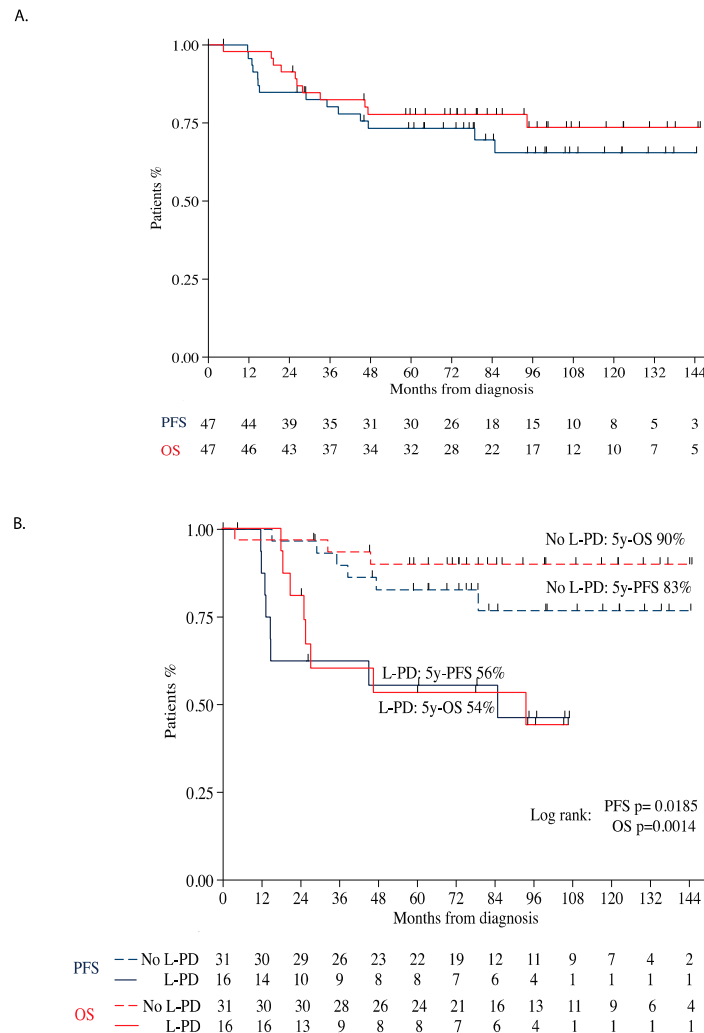 A.
1.00
0.75
0.50
0.25
0.00
Patients %
0 12 24 36 48 60 72 84 96 108 120 132 144
Months from diagnosis
PFS 47 44 39 35 31 30 26 18 15 10 8 5 3
OS 47 46 43 37 34 32 28 22 17 12 10 7 5
B.
1.00
0.75
0.50
0.25
0.00
Patients %
No L-PD: 5y-OS 90%
No L-PD: 5y-PFS 83%
L-PD: 5y-PFS 56%
L-PD: 5y-OS 54%
Log rank: PFS p= 0.0185
OS p=0.0014
0 12 24 36 48 60 72 84 96 108 120 132 144
Months from diagnosis
PFS
No L-PD 31 30 29 26 23 22 19 12 11 9 7 4 2
L-PD 16 14 10 9 8 8 7 6 4 1 1 1 1
OS
No L-PD 31 30 30 28 26 24 21 16 13 11 9 6 4
L-PD 16 16 13 9 8 8 7 6 4 1 1 1 1